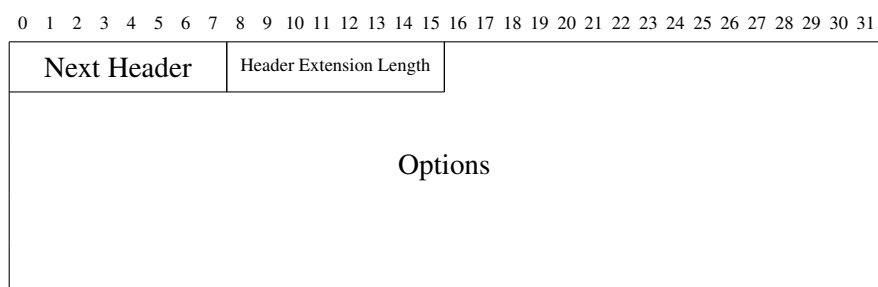 0 1 2 3 4 5 6 7 8 9 10 11 12 13 14 15 16 17 18 19 20 21 22 23 24 25 26 27 28 29 30 31
Next Header Header Extension Length
Options